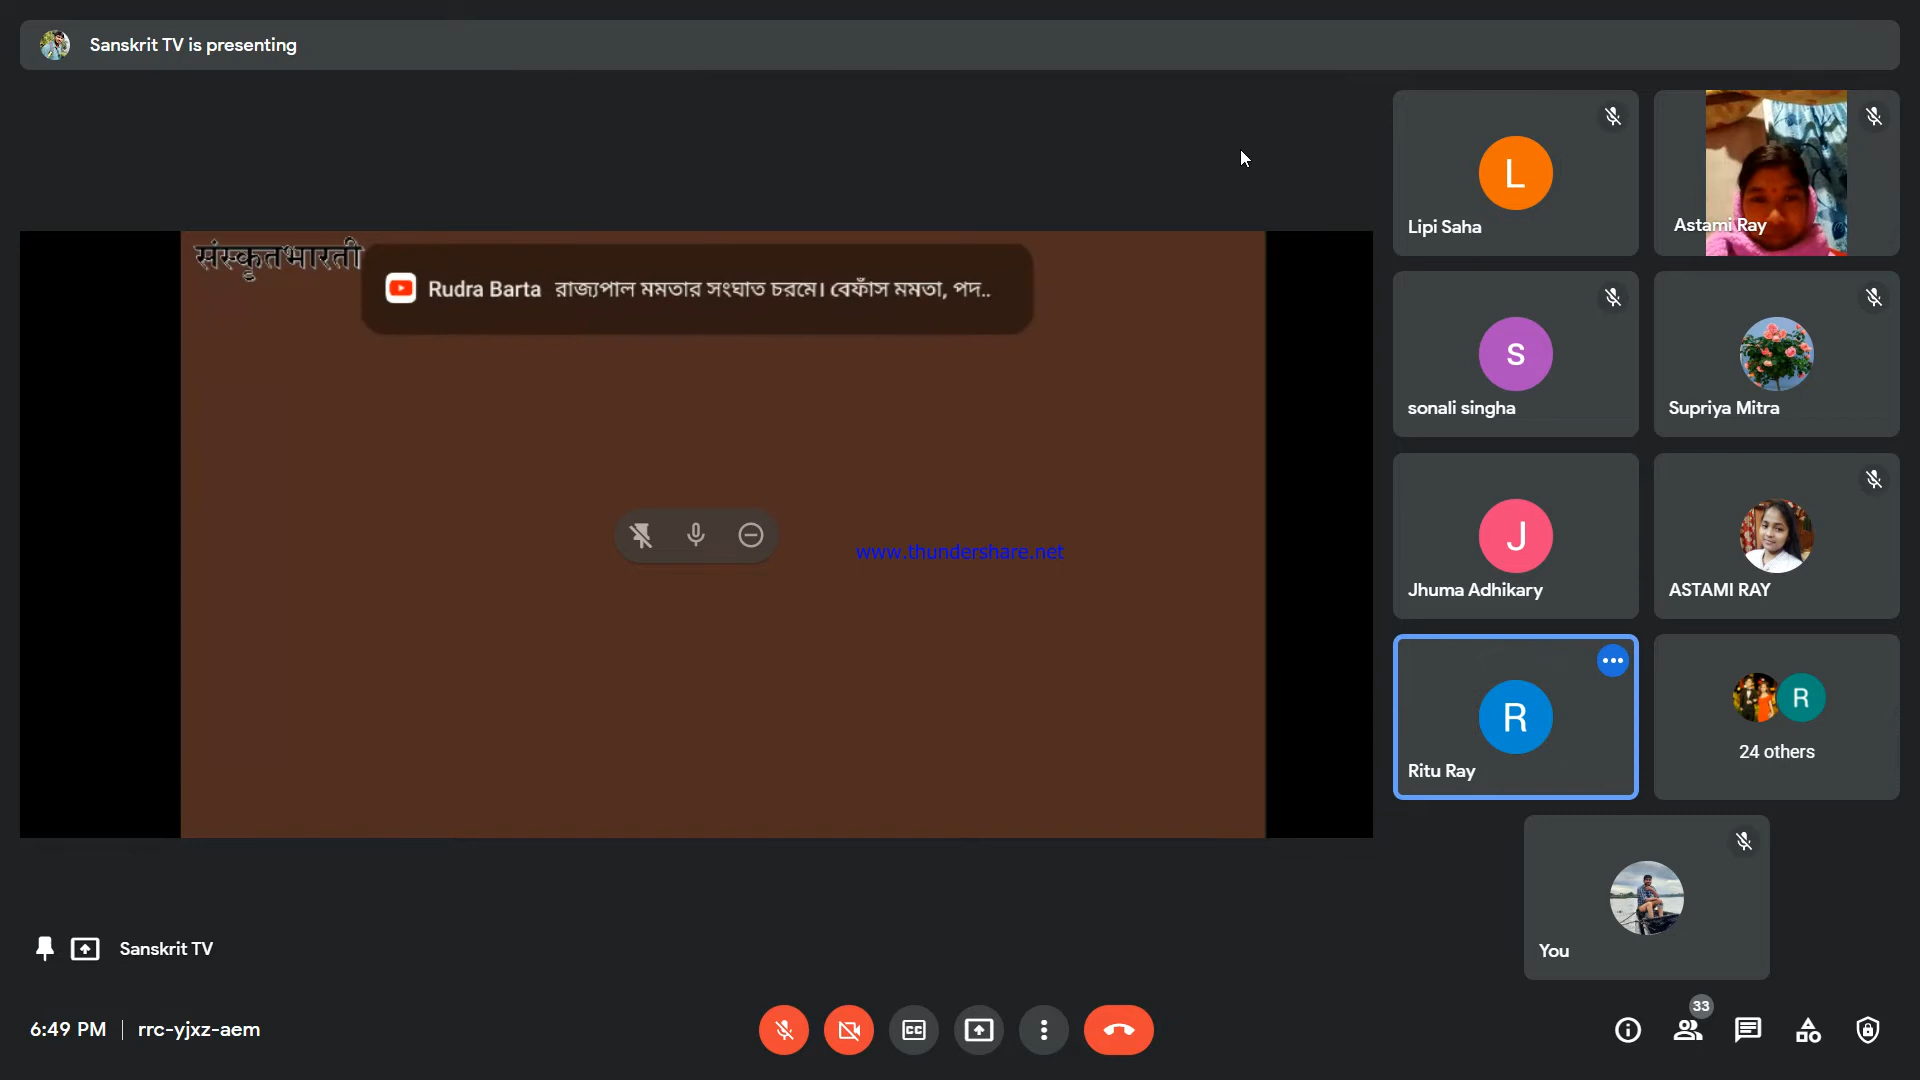 Sanskrit TV is presenting
संस्कृतभारती
Rudra Barta রাজ্যপাল মমতার সংঘাত চরমে। বেফাঁস মমতা, পদ..
www.thundershare.net
L
Lipi Saha
Astami Ray
s
sonali singha
Supriya Mitra
J
Jhuma Adhikary
ASTAMI RAY
R
Ritu Ray
R
24 others
You
Sanskrit TV
6:49 PM | rrc-yjxz-aem
CC
33